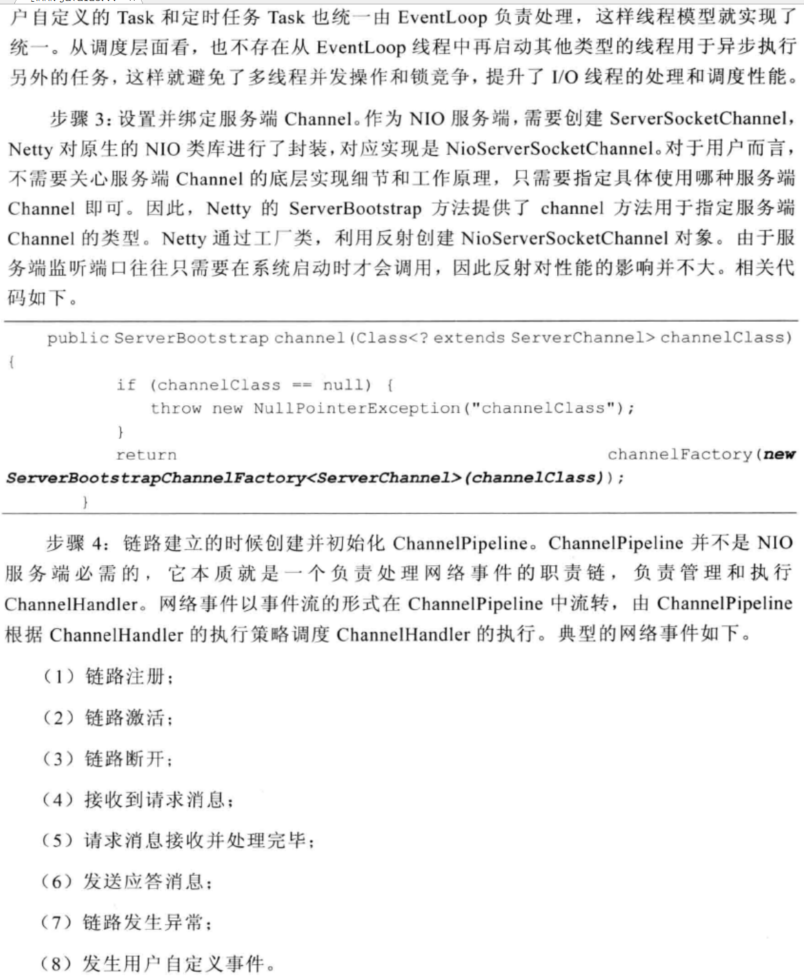 户自定义的 Task 和定时任务 Task 也统一由 EventLoop 负责处理，这样线程模型就实现了
统一。从调度层面看，也不存在从 EventLoop 线程中再启动其他类型的线程用于异步执行
另外的任务，这样就避免了多线程并发操作和锁竞争，提升了 I/O 线程的处理和调度性能。
步骤 3：设置并绑定服务端 Channel。作为 NIO 服务端，需要创建 ServerSocketChannel，
Netty 对原生的 NIO 类库进行了封装，对应实现是 NioServerSocketChannel。对于用户而言，
不需要关心服务端 Channel 的底层实现细节和工作原理，只需要指定具体使用哪种服务端
Channel 即可。因此，Netty 的 ServerBootstrap 方法提供了 channel 方法用于指定服务端
Channel 的类型。Netty 通过工厂类，利用反射创建 NioServerSocketChannel 对象。由于服
务端监听端口往往只需要在系统启动时才会调用，因此反射对性能的影响并不大。相关代
码如下。
public ServerBootstrap channel(Class<? extends ServerChannel> channelClass)
{
if (channelClass == null) {
throw new NullPointerException("channelClass");
}
return channelFactory(new
ServerBootstrapChannelFactory<ServerChannel>(channelClass));
}
步骤 4：链路建立的时候创建并初始化 ChannelPipeline。ChannelPipeline 并不是 NIO
服务端必需的，它本质就是一个负责处理网络事件的职责链，负责管理和执行
ChannelHandler。网络事件以事件流的形式在 ChannelPipeline 中流转，由 ChannelPipeline
根据 ChannelHandler 的执行策略调度 ChannelHandler 的执行。典型的网络事件如下。
（1）链路注册；
（2）链路激活；
（3）链路断开；
（4）接收到请求消息；
（5）请求消息接收并处理完毕；
（6）发送应答消息；
（7）链路发生异常；
（8）发生用户自定义事件。